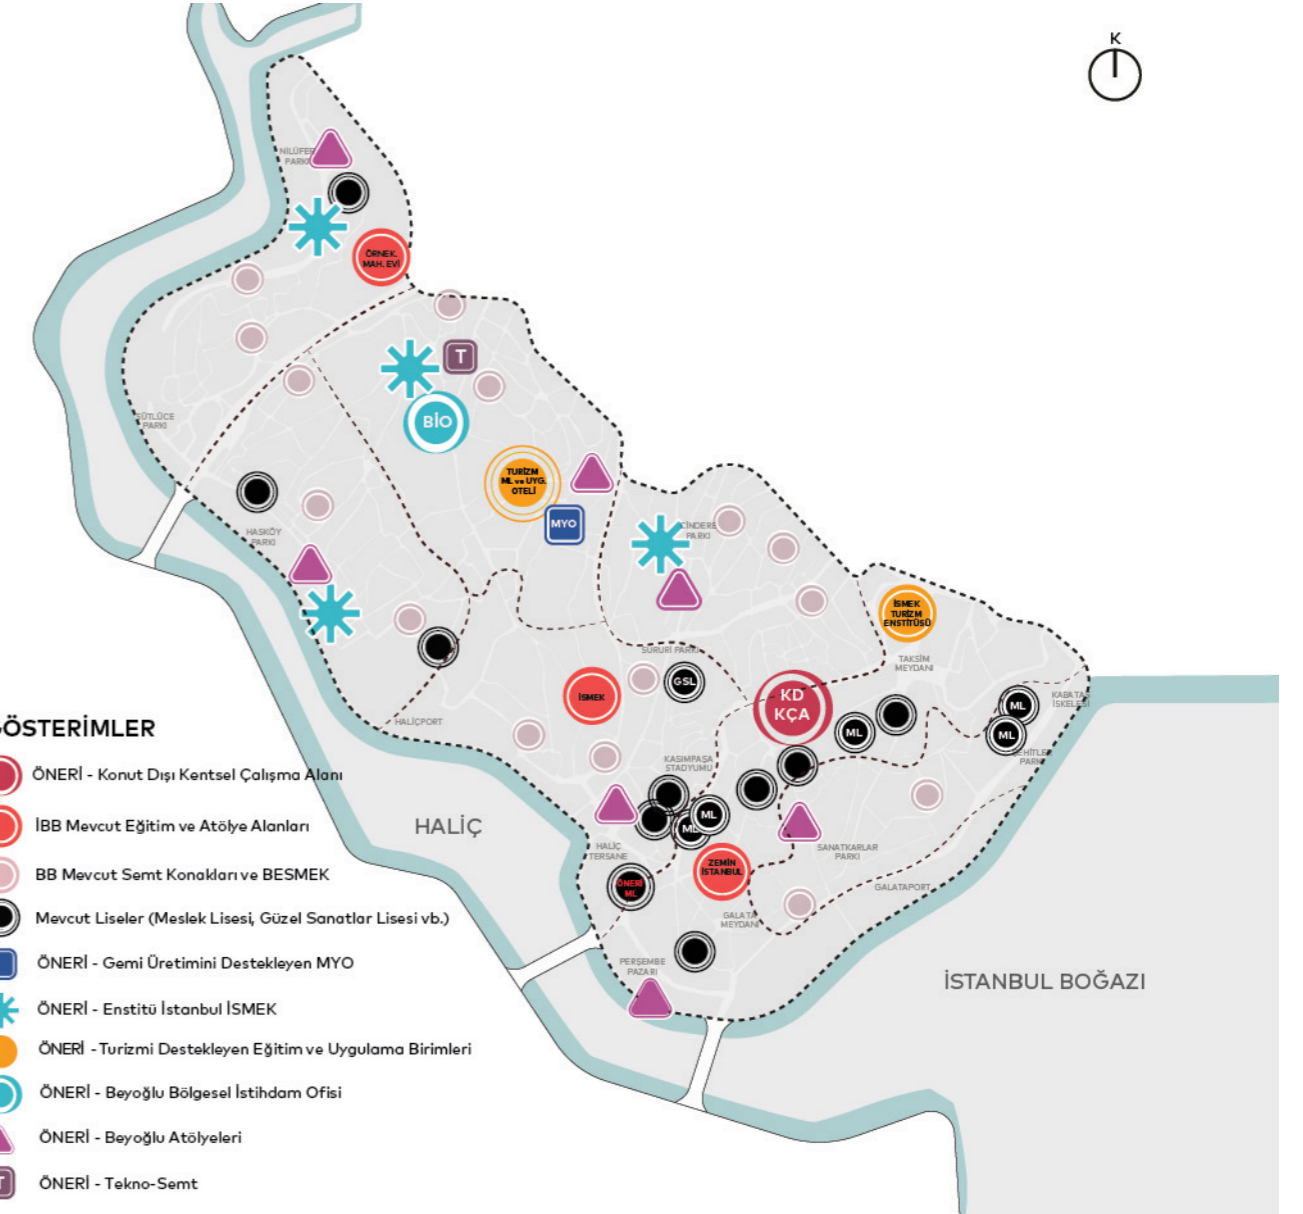 K
NİLÜFER
PARKI
ÖRNEK.
MAH. EVİ
T
BİO
SÜTLÜCE
PARKI
TURİZM
ML ve UYG.
OTELİ
MYO
HASKÖY
PARKI
CİNDERE
PARKI
İSMEK
TURİZM
ENSTİTÜSÜ
SURURİ PARKI
TAKSİM
MEYDANI
GSL
İSMEK
KD
KÇA
KABATAŞ
İSKELESİ
ML
ML
ML
HALİÇPORT
ŞEHİTLER
PARKI
KASIMPAŞA
STADYUMU
ML
ML
HALİÇ
HALİÇ
TERSANE
SANATKARLAR
PARKI
ZEMİN
İSTANBUL
ÖNERİ
ML
GALATAPORT
GALATA
MEYDANI
PERŞEMBE
PAZARI
İSTANBUL BOĞAZI
GÖSTERİMLER
ÖNERİ - Konut Dışı Kentsel Çalışma Alanı
İBB Mevcut Eğitim ve Atölye Alanları
BB Mevcut Semt Konakları ve BESMEK
Mevcut Liseler (Meslek Lisesi, Güzel Sanatlar Lisesi vb.)
ÖNERİ - Gemi Üretimini Destekleyen MYO
ÖNERİ - Enstitü İstanbul İSMEK
ÖNERİ - Turizmi Destekleyen Eğitim ve Uygulama Birimleri
ÖNERİ - Beyoğlu Bölgesel İstihdam Ofisi
ÖNERİ - Beyoğlu Atölyeleri
T
ÖNERİ - Tekno-Semt